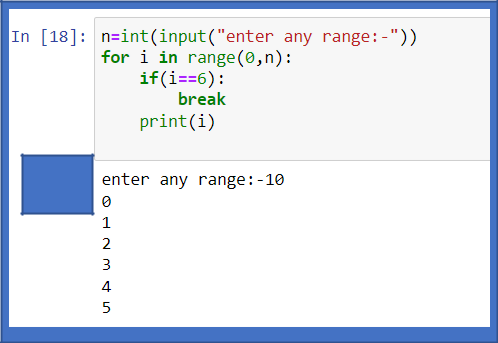 In [18]: n=int(input("enter any range:-"))
for i in range(0,n):
    if(i==6):
        break
    print(i)
enter any range:-10
0
1
2
3
4
5